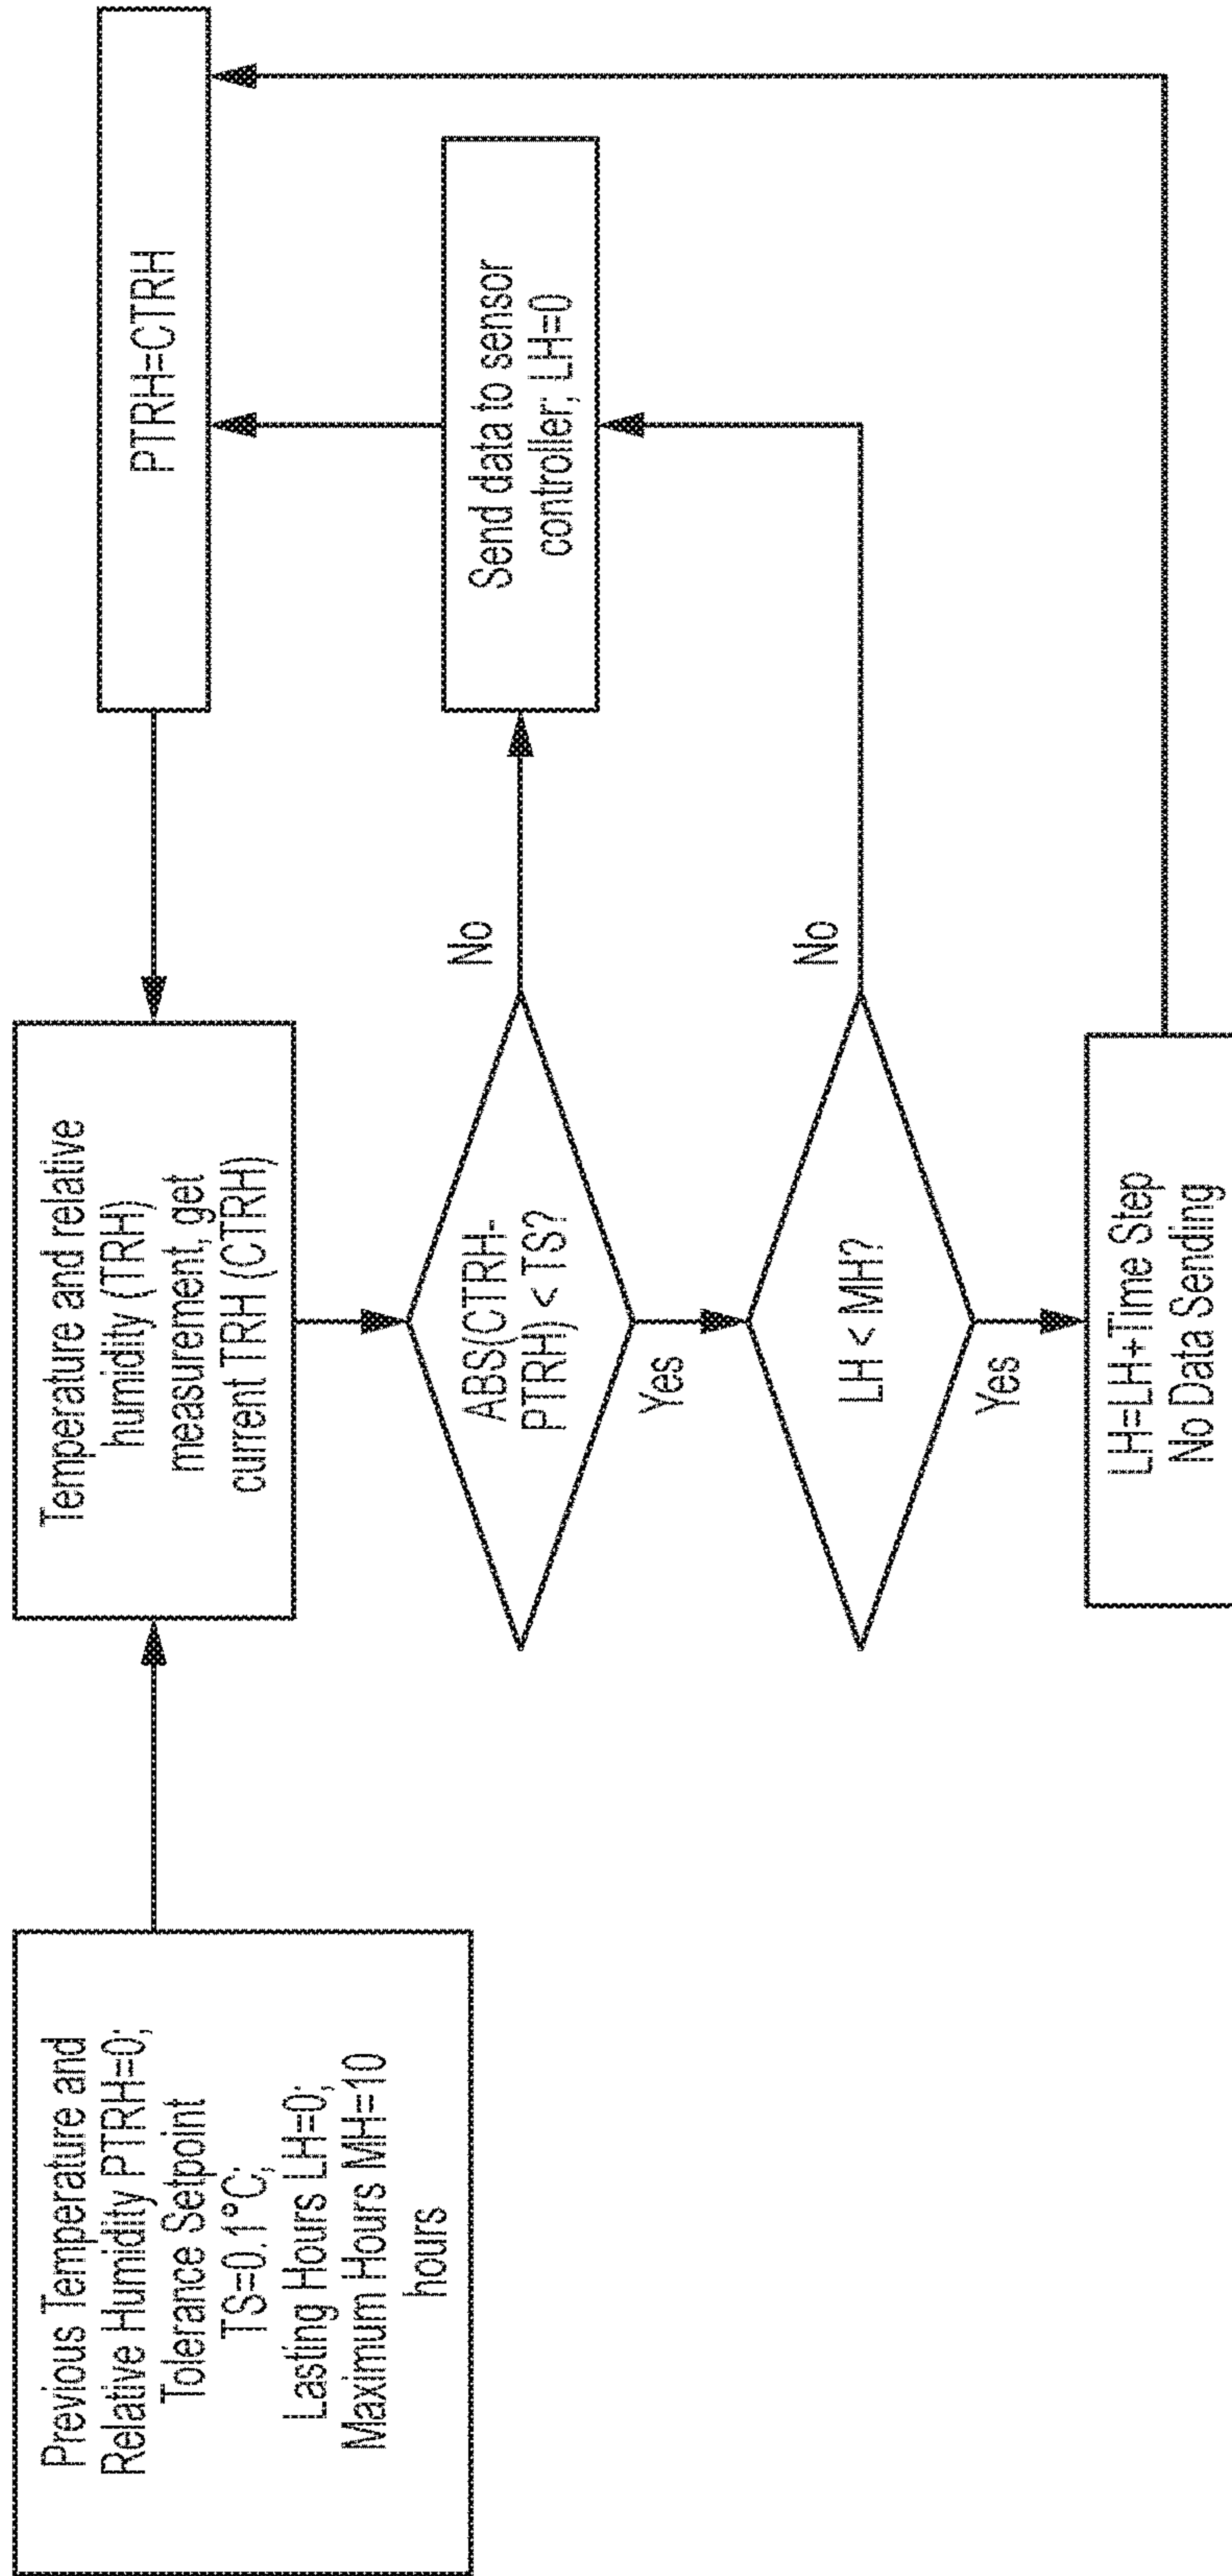 Previous Temperature and
Relative Humidity PTRH=0;
Tolerance Setpoint
TS=0.1°C;
Lasting Hours LH=0;
Maximum Hours MH=10
hours
Temperature and relative
humidity (TRH)
measurement, get
current TRH (CTRH)
PTRH=CTRH
ABS(CTRH-
PTRH) < TS?
No
Yes
Send data to sensor
controller; LH=0
LH < MH?
No
Yes
LH=LH+Time Step
No Data Sending